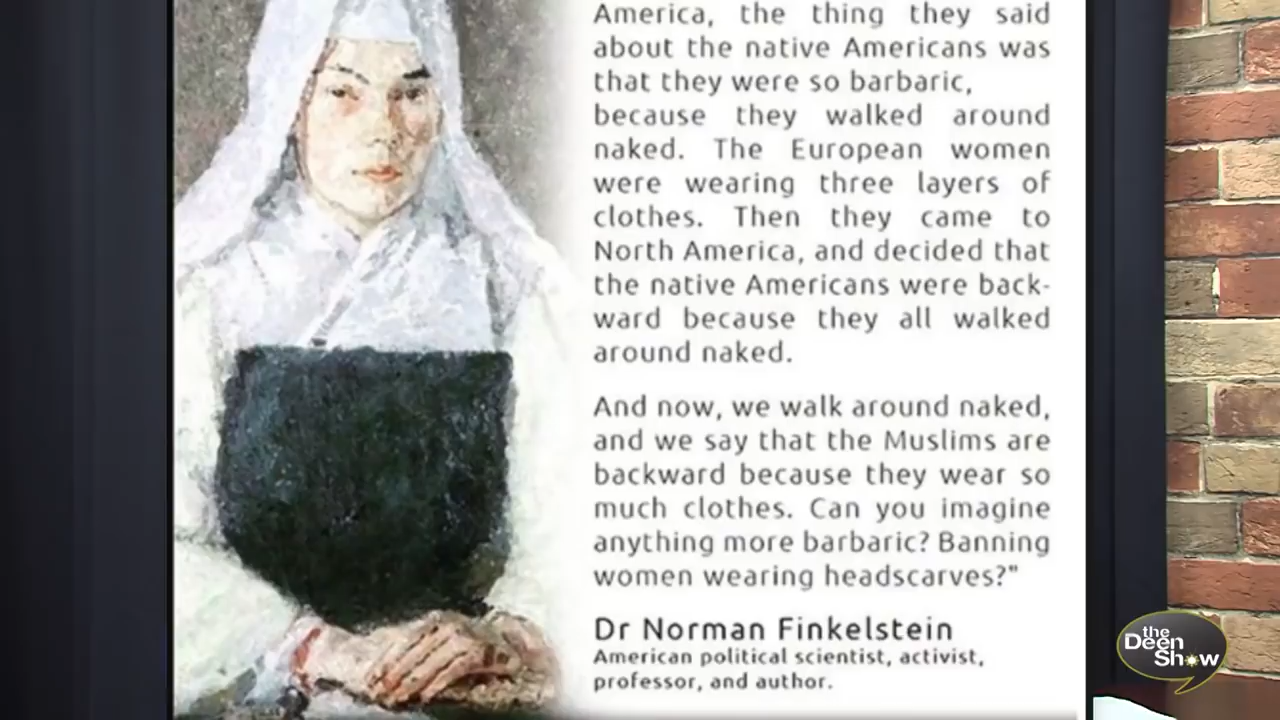 America, the thing they said
about the native Americans was
that they were so barbaric,
because they walked around
naked. The European women
were wearing three layers of
clothes. Then they came to
North America, and decided that
the native Americans were back-
ward because they all walked
around naked.
And now, we walk around naked,
and we say that the Muslims are
backward because they wear so
much clothes. Can you imagine
anything more barbaric? Banning
women wearing headscarves?"
Dr Norman Finkelstein
American political scientist, activist,
professor, and author.
the
Deen
Show